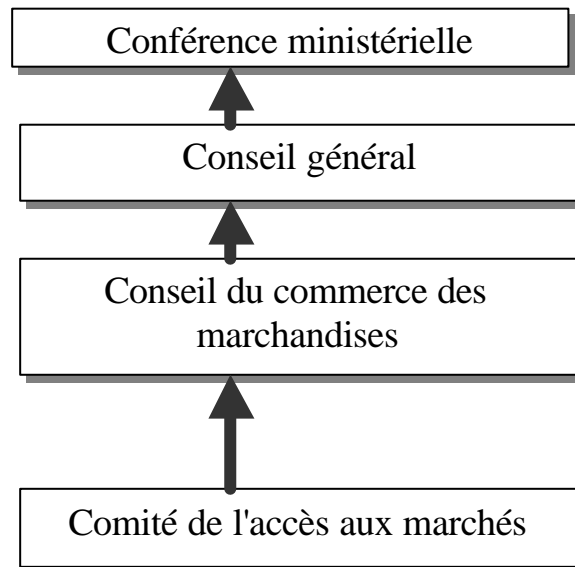 Conférence ministérielle
Conseil général
Conseil du commerce des
marchandises
Comité de l'accès aux marchés